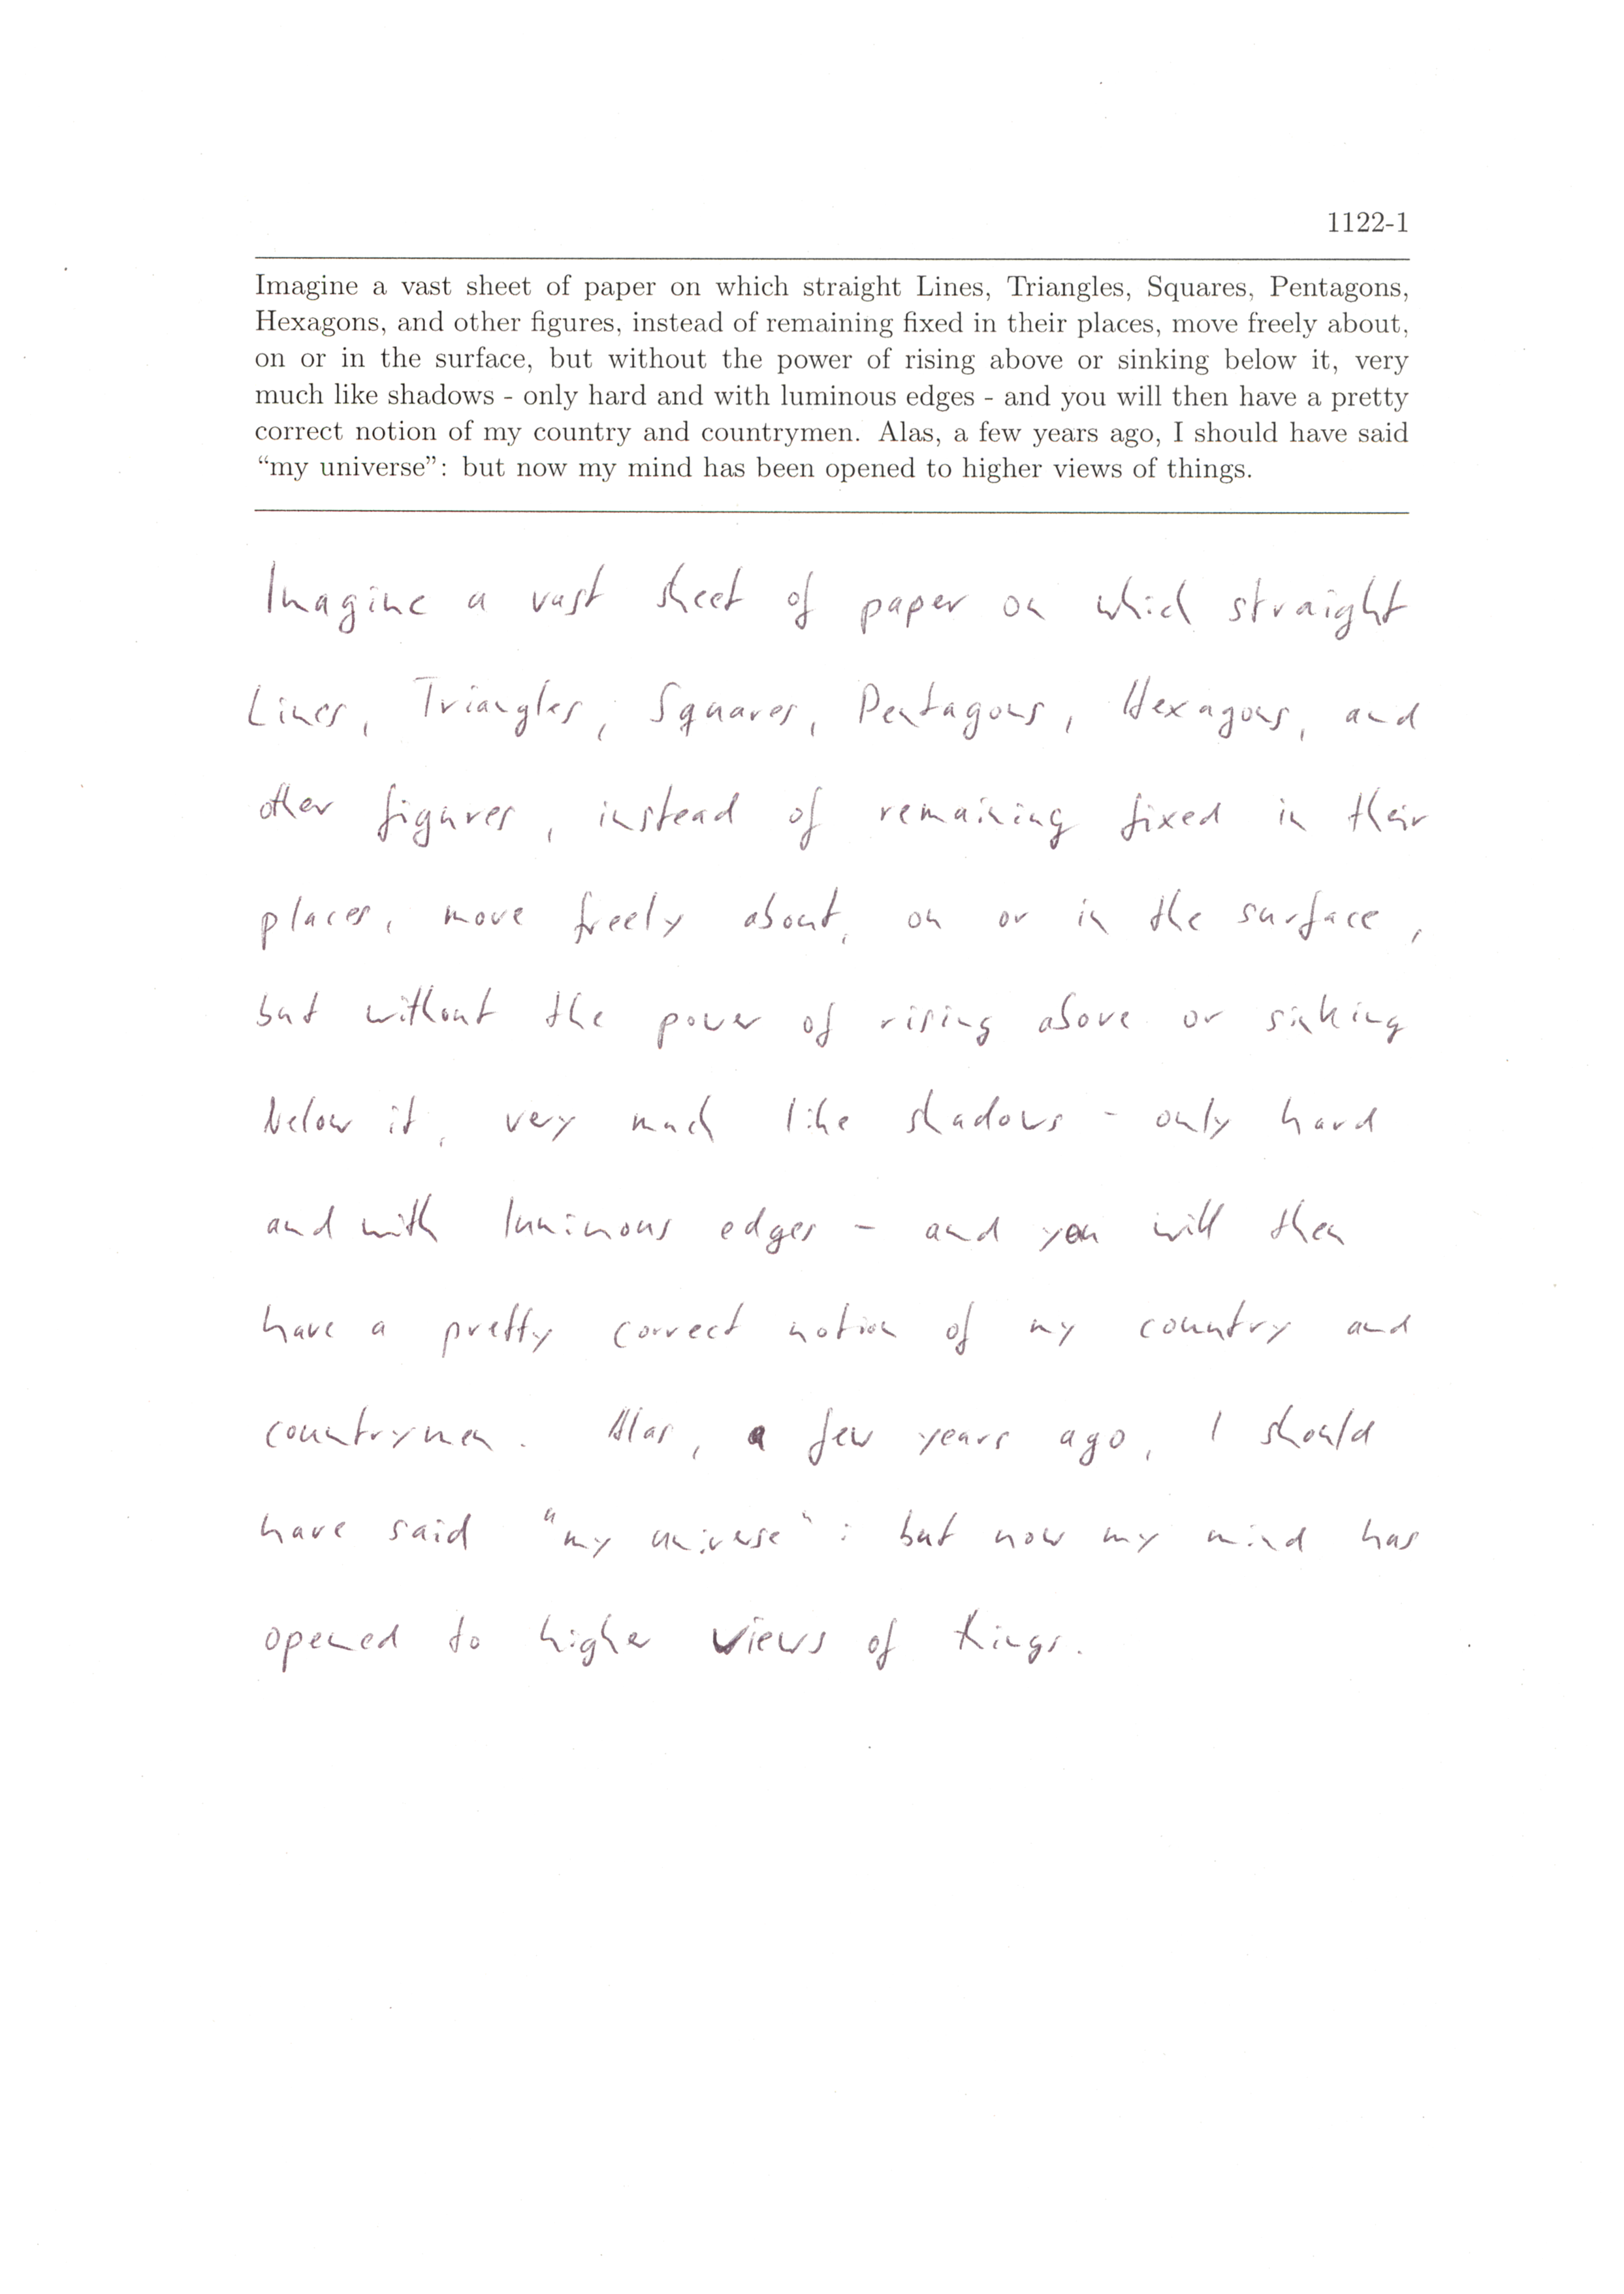 1122-1
Imagine a vast sheet of paper on which straight Lines, Triangles, Squares, Pentagons,
Hexagons, and other figures, instead of remaining fixed in their places, move freely about,
on or in the surface, but without the power of rising above or sinking below it, very
much like shadows - only hard and with luminous edges - and you will then have a pretty
correct notion of my country and countrymen. Alas, a few years ago, I should have said
“my universe”: but now my mind has been opened to higher views of things.
Imagine a vast sheet of paper on which straight
Lines, Triangles, Squares, Pentagons, Hexagons, and
other figures, instead of remaining fixed in their
places, move freely about, on or in the surface,
but without the power of rising above or sinking
below it, very much like shadows - only hard
and with luminous edges - and you will then
have a pretty correct notion of my country and
countrymen. Alas, a few years ago, I should
have said "my universe": but now my mind has
opened to higher views of things.